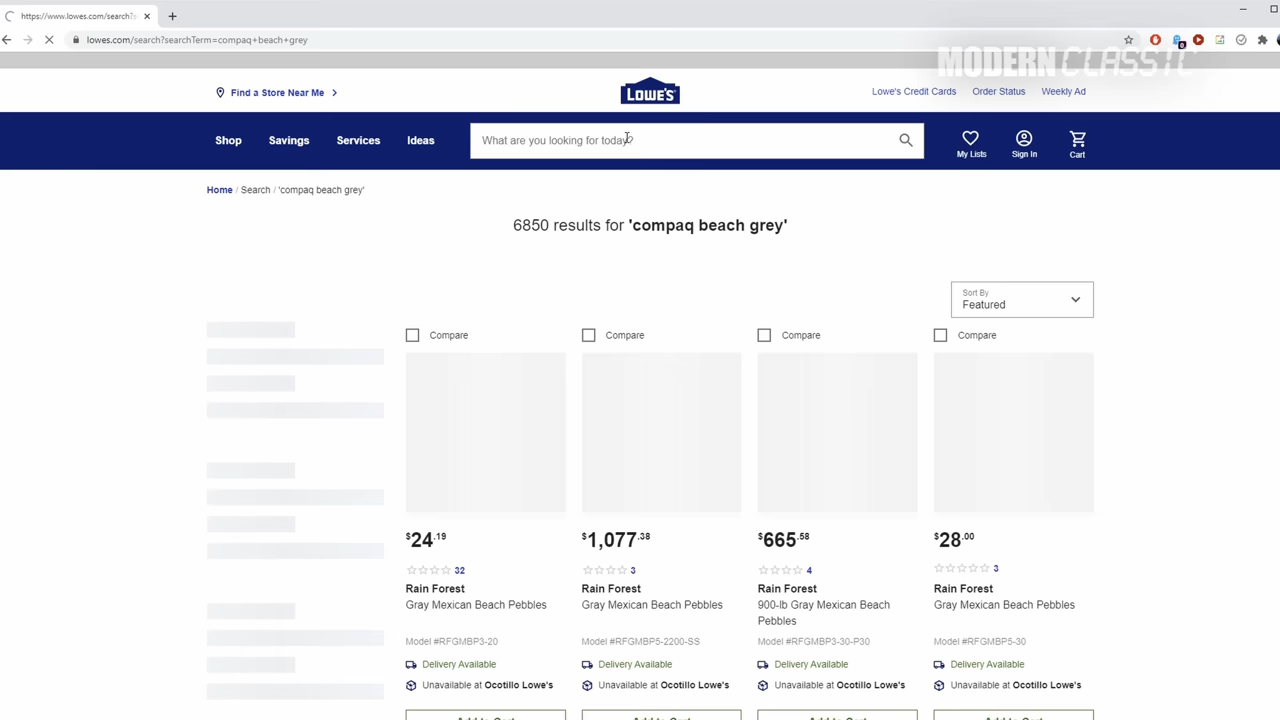 https://www.lowes.com/search?s
lowes.com/search?searchTerm=compaq+beach+grey
MODERN CLASSIC
Find a Store Near Me
LOWE'S
Lowe's Credit Cards
Order Status
Weekly Ad
Shop
Savings
Services
Ideas
What are you looking for today?
My Lists
Sign In
Cart
Home / Search / 'compaq beach grey'
6850 results for 'compaq beach grey'
Sort By
Featured
Compare
Compare
Compare
Compare
$24.19
32
Rain Forest
Gray Mexican Beach Pebbles
Model #RFGMBP3-20
Delivery Available
Unavailable at Ocotillo Lowe's
$1,077.38
3
Rain Forest
Gray Mexican Beach Pebbles
Model #RFGMBP5-2200-SS
Delivery Available
Unavailable at Ocotillo Lowe's
$665.58
4
Rain Forest
900-lb Gray Mexican Beach
Pebbles
Model #RFGMBP3-30-P30
Delivery Available
Unavailable at Ocotillo Lowe's
$28.00
3
Rain Forest
Gray Mexican Beach Pebbles
Model #RFGMBP5-30
Delivery Available
Unavailable at Ocotillo Lowe's